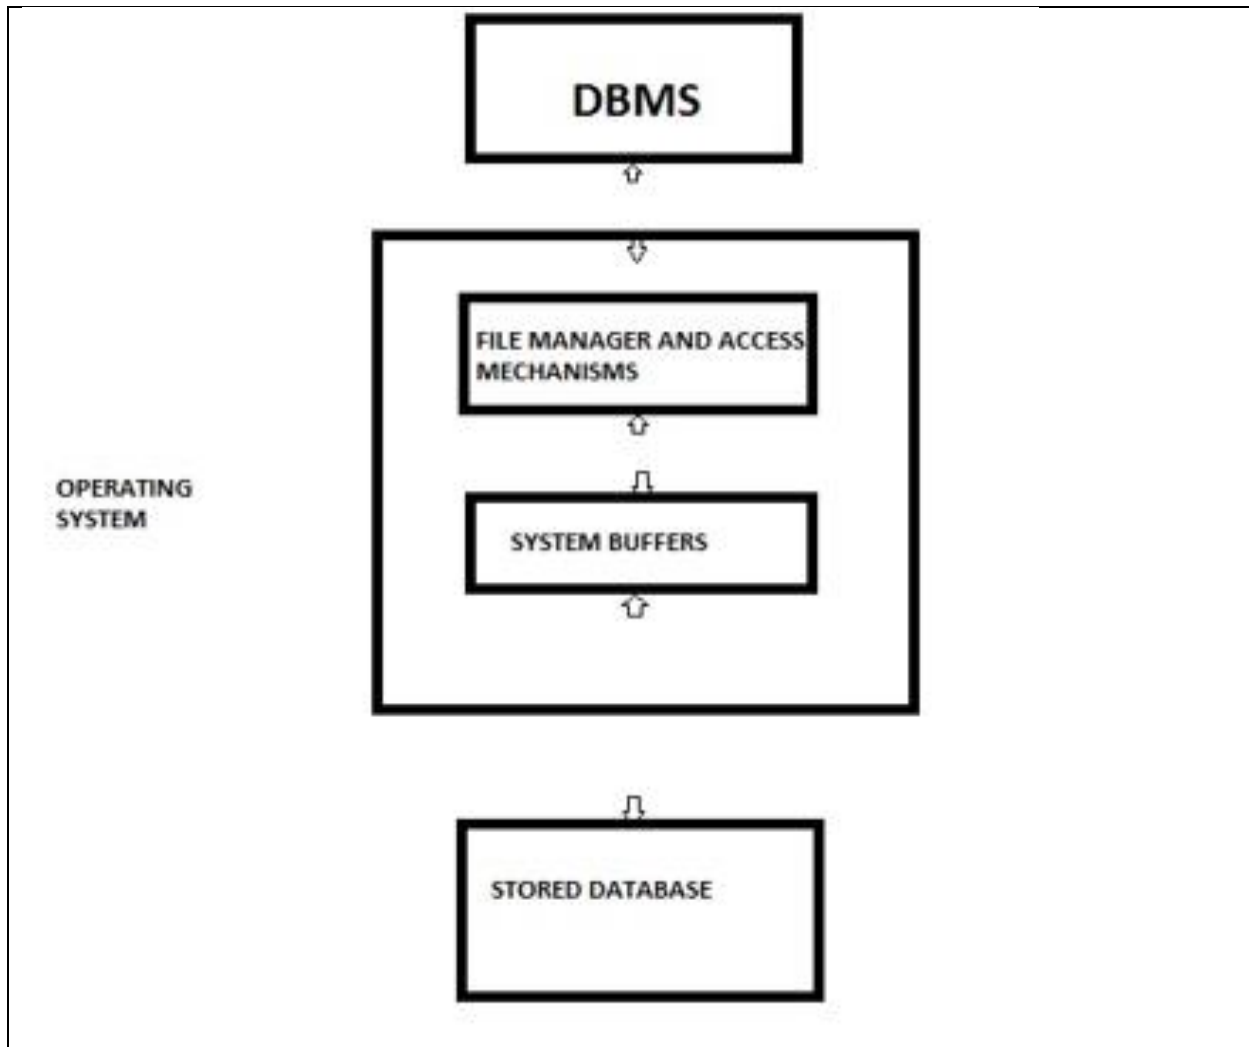 DBMS
FILE MANAGER AND ACCESS
MECHANISMS
OPERATING
SYSTEM
SYSTEM BUFFERS
STORED DATABASE